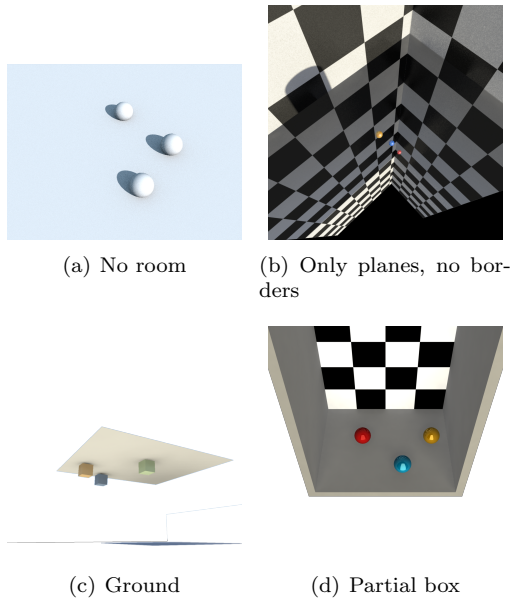 (a) No room
(b) Only planes, no bor-
ders
(c) Ground
(d) Partial box